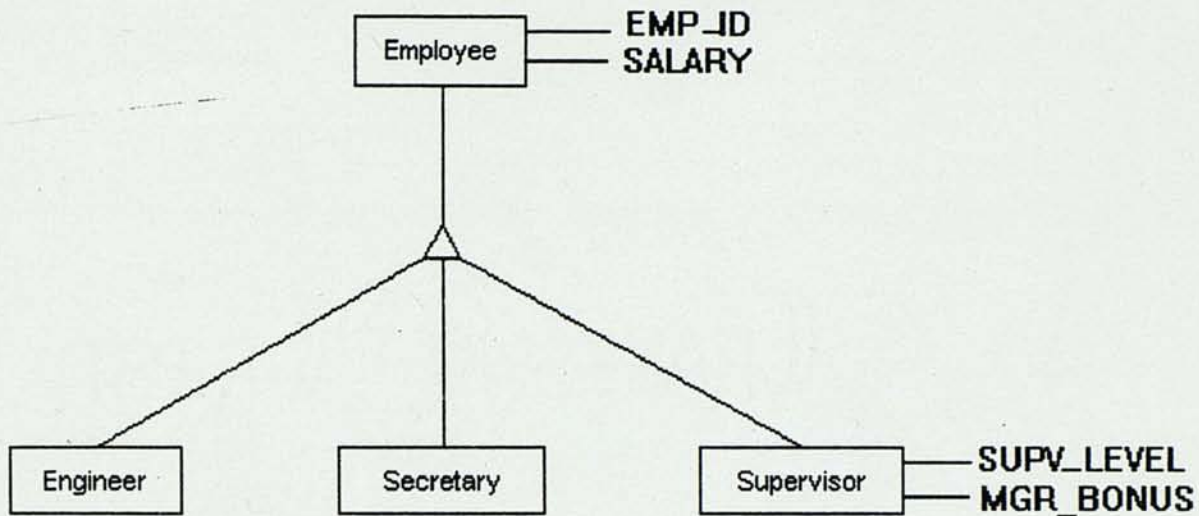 Employee
EMP_ID
SALARY
Engineer
Secretary
Supervisor
SUPV_LEVEL
MGR_BONUS